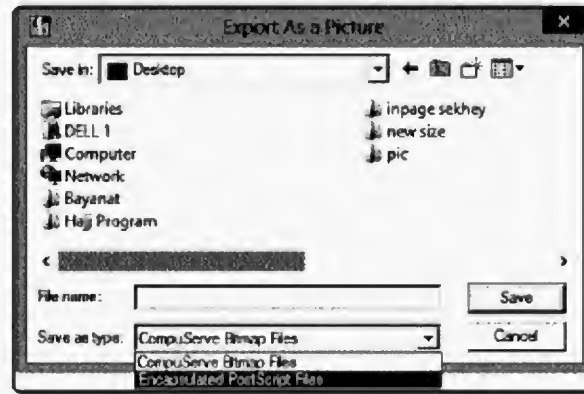 Export As a Picture
Save in: Desktop
Libraries
DELL 1
Computer
Network
Bayanat
Hajj Program
inpage sekhey
new size
pic
File name:
Save
Save as type: CompuServe Bitmap Files
Cancel
CompuServe Bitmap Files
Encapsulated PostScript Files